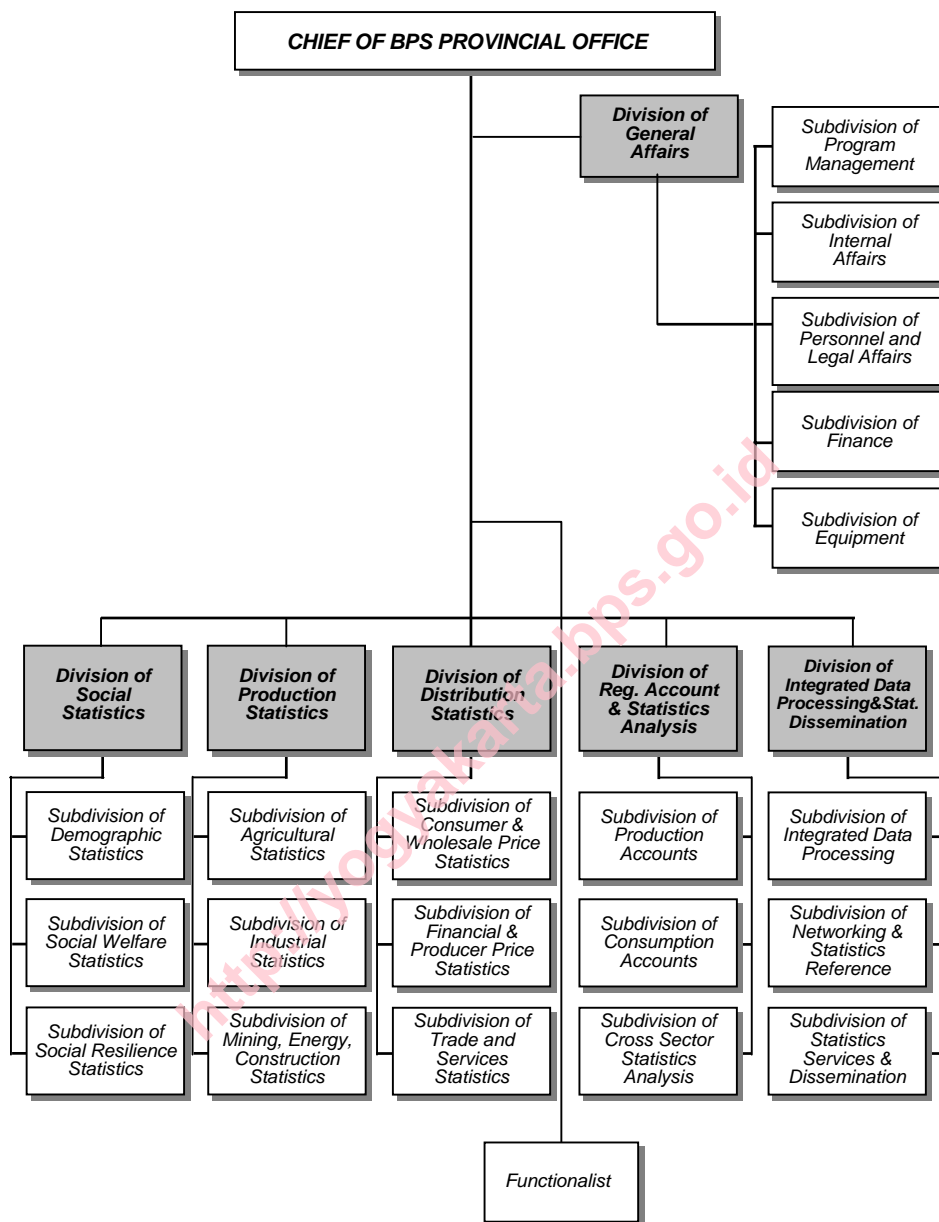 CHIEF OF BPS PROVINCIAL OFFICE
Division of
General
Affairs
Subdivision of
Program
Management
Subdivision of
Internal
Affairs
Subdivision of
Personnel and
Legal Affairs
Subdivision of
Finance
Subdivision of
Equipment
Division of
Social
Statistics
Division of
Production
Statistics
Division of
Distribution
Statistics
Division of
Reg. Account
& Statistics
Analysis
Division of
Integrated Data
Processing&Stat.
Dissemination
Subdivision of
Demographic
Statistics
Subdivision of
Agricultural
Statistics
Subdivision of
Consumer &
Wholesale Price
Statistics
Subdivision of
Production
Accounts
Subdivision of
Integrated Data
Processing
Subdivision of
Social Welfare
Statistics
Subdivision of
Industrial
Statistics
Subdivision of
Financial &
Producer Price
Statistics
Subdivision of
Consumption
Accounts
Subdivision of
Networking &
Statistics
Reference
Subdivision of
Social Resilience
Statistics
Subdivision of
Mining, Energy,
Construction
Statistics
Subdivision of
Trade and
Services
Statistics
Subdivision of
Cross Sector
Statistics
Analysis
Subdivision of
Statistics
Services &
Dissemination
Functionalist
http://yogyakarta.bps.go.id